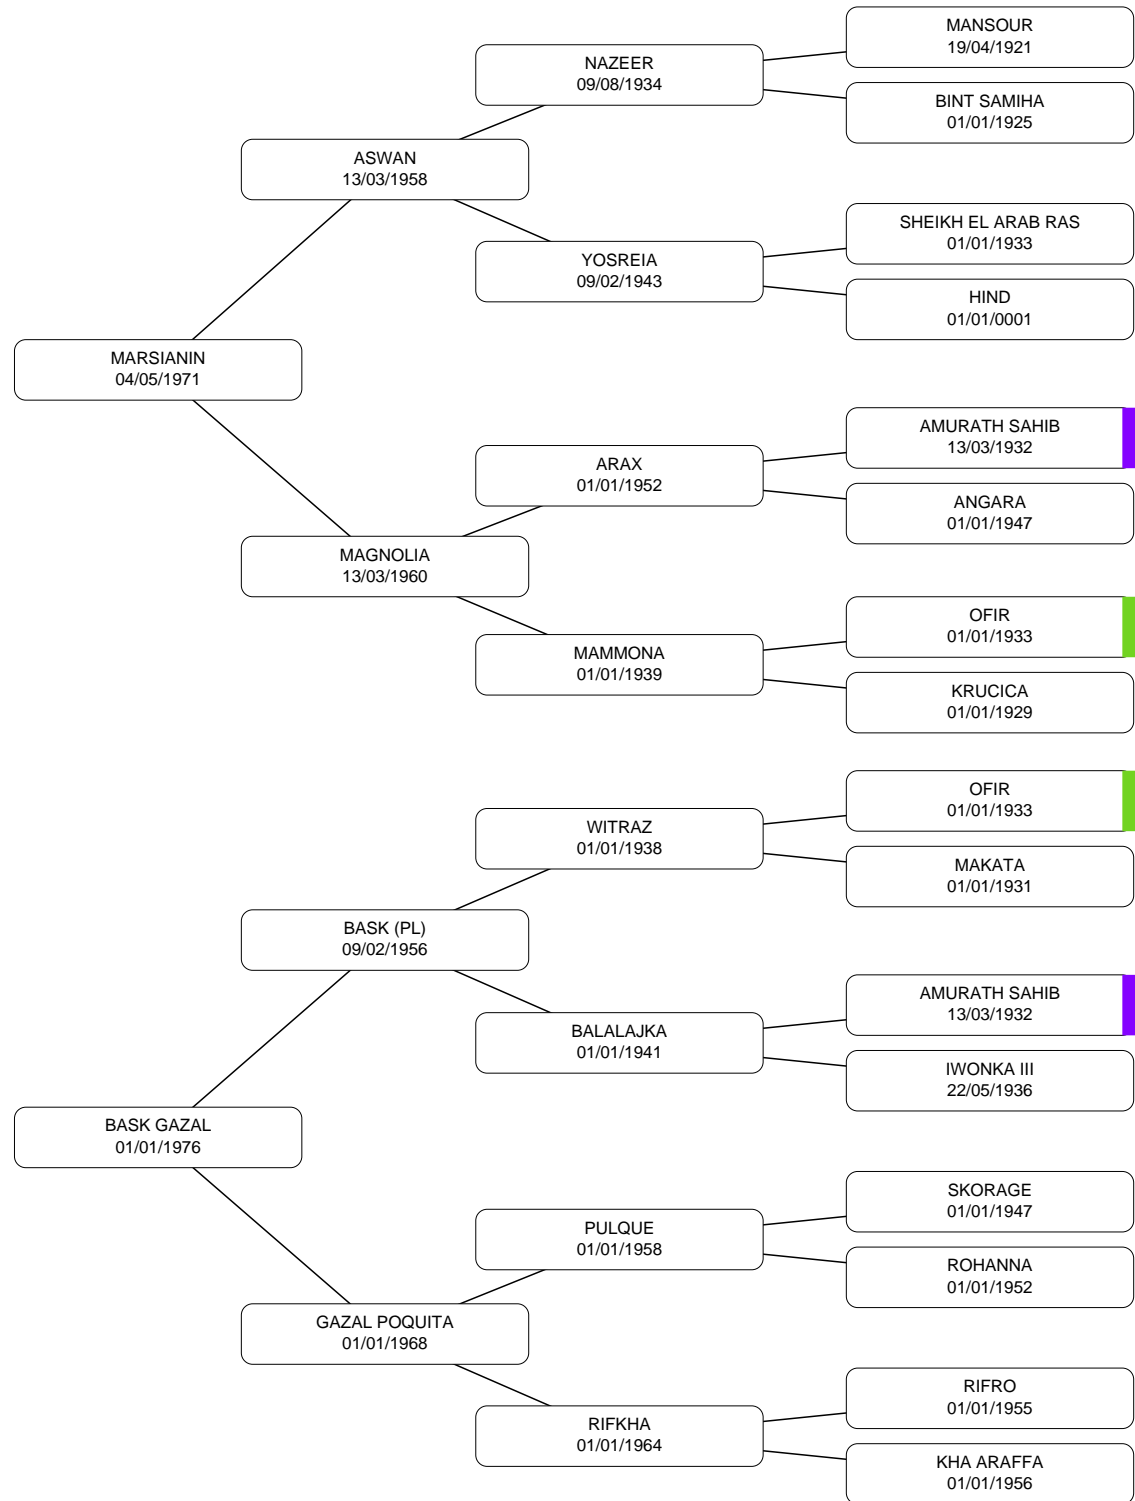 MANSOUR
19/04/1921
NAZEER
09/08/1934
BINT SAMIHA
01/01/1925
ASWAN
13/03/1958
SHEIKH EL ARAB RAS
01/01/1933
YOSREIA
09/02/1943
HIND
01/01/0001
MARSIANIN
04/05/1971
AMURATH SAHIB
13/03/1932
ARAX
01/01/1952
ANGARA
01/01/1947
MAGNOLIA
13/03/1960
OFIR
01/01/1933
MAMMONA
01/01/1939
KRUCICA
01/01/1929
OFIR
01/01/1933
WITRAZ
01/01/1938
MAKATA
01/01/1931
BASK (PL)
09/02/1956
AMURATH SAHIB
13/03/1932
BALALAJKA
01/01/1941
IWONKA III
22/05/1936
BASK GAZAL
01/01/1976
SKORAGE
01/01/1947
PULQUE
01/01/1958
ROHANNA
01/01/1952
GAZAL POQUITA
01/01/1968
RIFRO
01/01/1955
RIFKHA
01/01/1964
KHA ARAFFA
01/01/1956